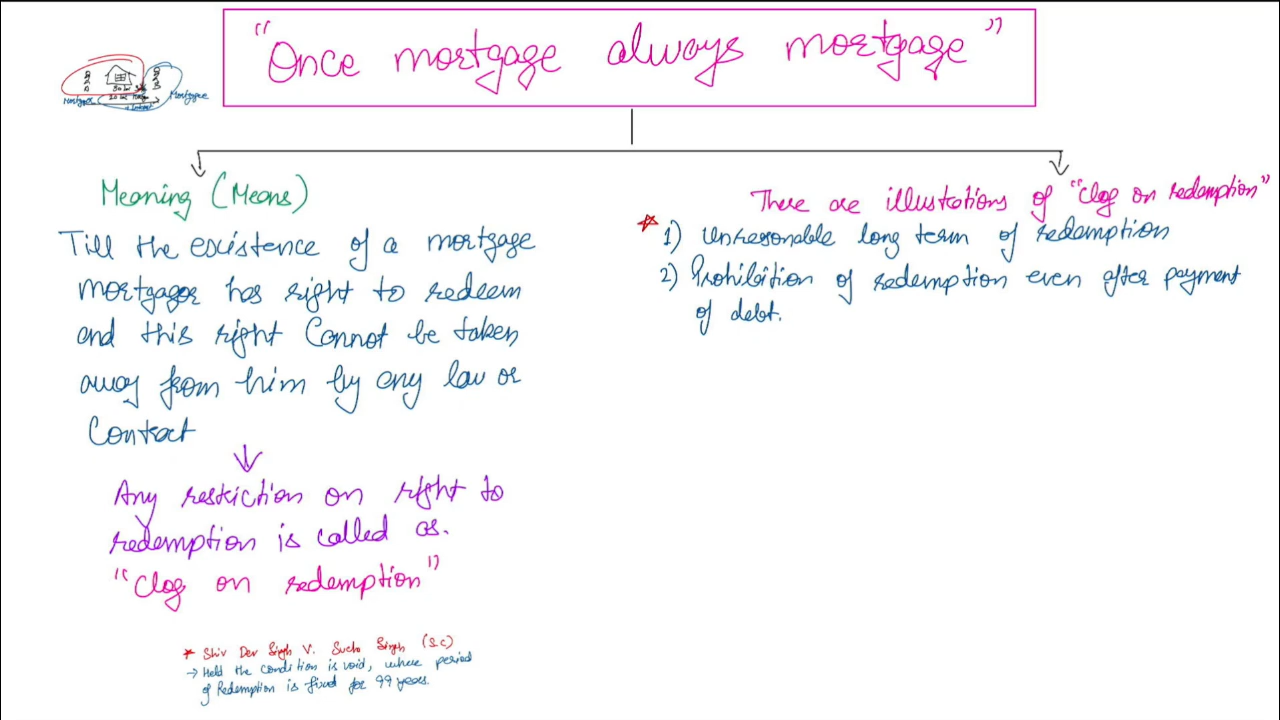 "Once mortgage always mortgage"
Mortgagor
Mortgagee
Meaning (Means)
Till the existence of a mortgage
mortgagor has right to redeem
and this right Cannot be taken
away from him by any law or
Contract
Any restriction on right to
redemption is called as.
"Clog on redemption"
* Shiv Dev Singh V. Sucha Singh (S.C)
→ Held the condition is void, where period
of Redemption is fixed for 99 years.
There are illustrations of "Clog on redemption"
1) Unresonable long term of redemption
2) Prohibition of redemption even after payment
of debt.